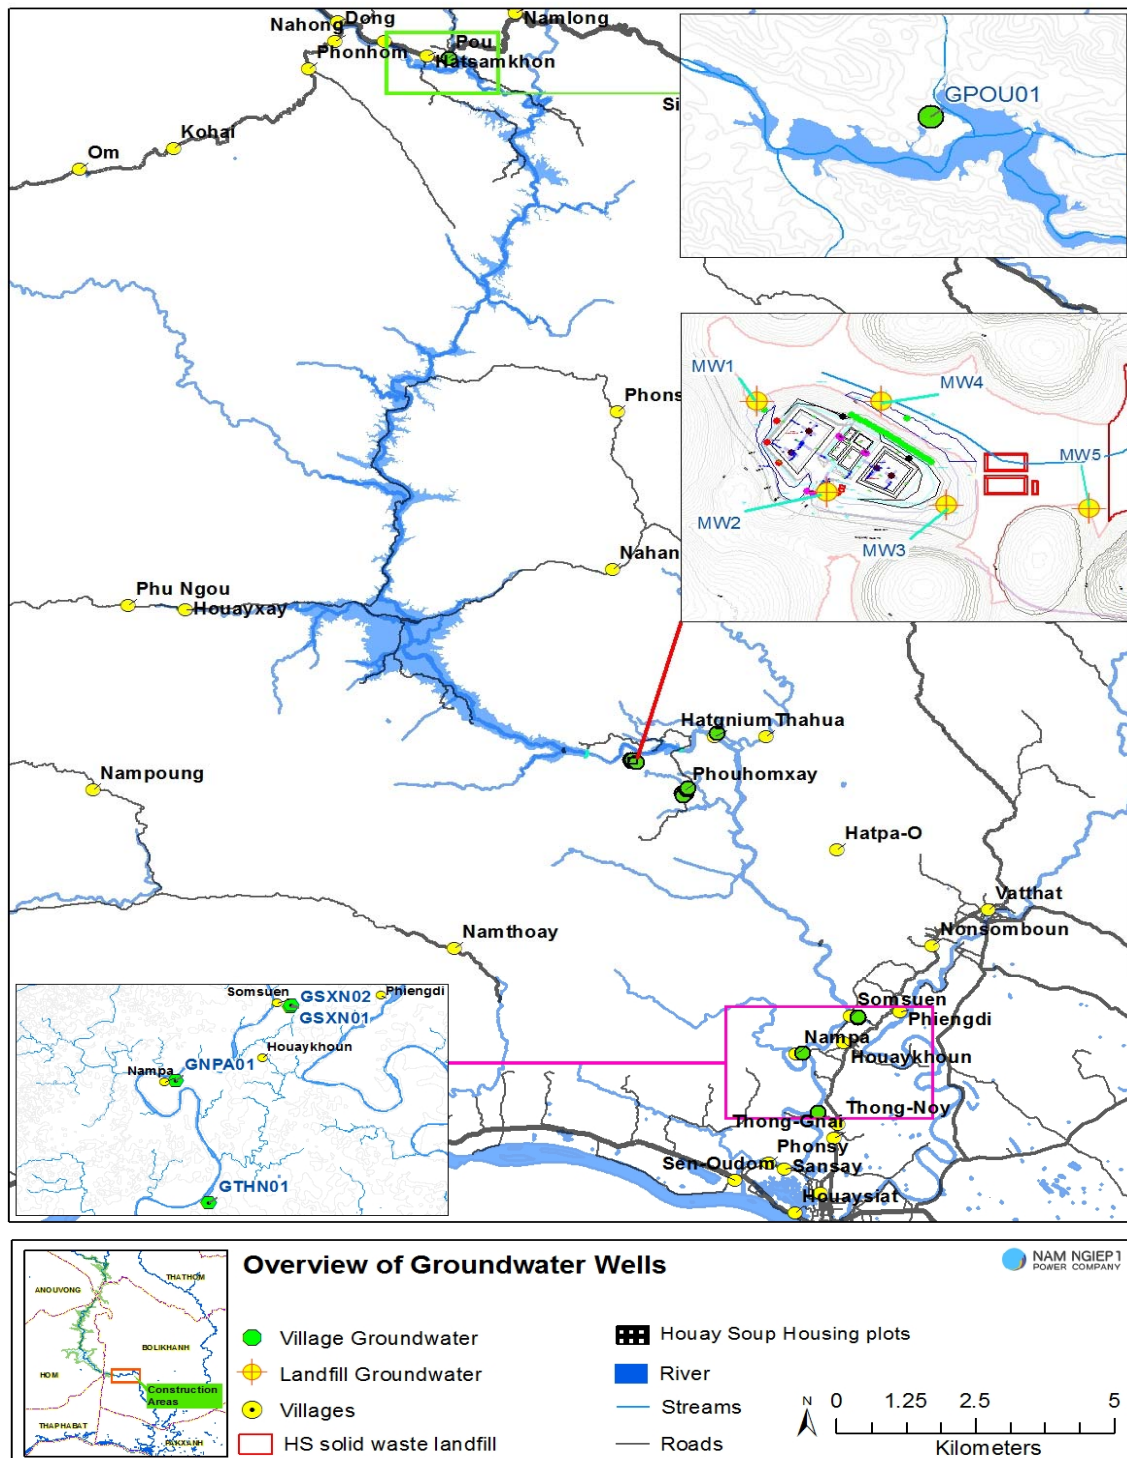 Dong
Namlong
Nahong
Pou
Phonhom
Hatsamkhon
Si
Kohai
Om
GPOU01
MW1
MW4
MW5
MW2
MW3
Phons
Nahan
Phu Ngou
Houayxay
Hatgnium Thahua
Nampoung
Phouhomxay
Hatpa-O
Vatthat
Nonsomboun
Namthoay
Somsuen
Phiengdi
Nampa
Houaykhoun
Thong-Noy
Thong-Gnai
Phonsy
Sen-Oudom
Sansay
Houaysiat
Somsuen
GSXN02
Phiengdi
GSXN01
Houaykhoun
GNPA01
Nampa
GTHN01
Overview of Groundwater Wells
NAM NGIEP 1
POWER COMPANY
THATHOM
ANOUVONG
BOLIKHANH
HOM
Construction
Areas
THAPHABAT
PAKXANH
Village Groundwater
Landfill Groundwater
Villages
HS solid waste landfill
Houay Soup Housing plots
River
Streams
Roads
N
0 1.25 2.5 5
Kilometers